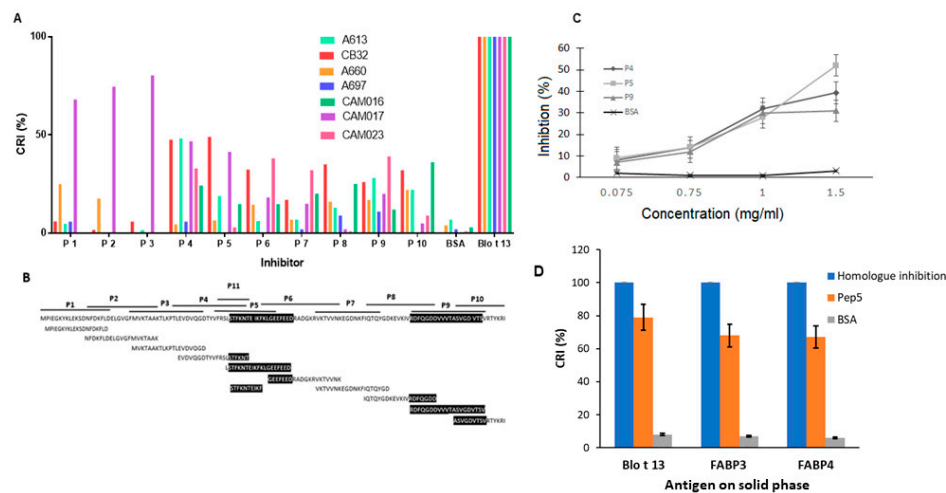 A
CRI (%)
100
50
0
A613
CB32
A660
A697
CAM016
CAM017
CAM023
P 1 P 2 P 3 P 4 P 5 P 6 P 7 P 8 P 9 P 10 BSA Blo t 13
Inhibitor
B
P11
P1 P2 P3 P4 P5 P6 P7 P8 P9 P10
MPIEGKYKLEKSDNFDKFLDELGVGFMVKTAAKTLKPTLEVDVQGDTYVFRSLSTFKNTEIKFKLGEEFEEDRADGKRVKTVVNKEGDNKFIQTQYGDKEVKIVRDFQGDDVVVTASVGDVTSVRTYKRI
MPIEGKYKLEKSDNFDKFLD
NFDKFLDELGVGFMVKTAAK
MVKTAAKTLKPTLEVDVQGD
EVDVQGDTYVFRSLSTFKNT
STFKNTEIKFKLGEEFEED
GEEFEEDRADGKRVKTVVNK
STFKNTEIKF VKTVVNKEGDNKFIQTQYGD
IQTQYGDKEVKIVRDFQGDD
RDFQGDDVVVTASVGDVTSV
ASVGDVTSVRTYKRI
C
Inhibtion (%)
60
50
40
30
20
10
0
P4
P5
P9
BSA
0.075 0.75 1 1.5
Concentration (mg/ml)
D
CRI (%)
120
100
80
60
40
20
0
Homologue inhibition
Pep5
BSA
Blo t 13 FABP3 FABP4
Antigen on solid phase